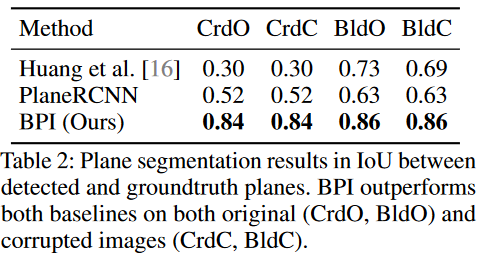 Method CrdO CrdC BldO BldC
Huang et al. [16] 0.30 0.30 0.73 0.69
PlaneRCNN 0.52 0.52 0.63 0.63
BPI (Ours) 0.84 0.84 0.86 0.86
Table 2: Plane segmentation results in IoU between
detected and groundtruth planes. BPI outperforms
both baselines on both original (CrdO, BldO) and
corrupted images (CrdC, BldC).